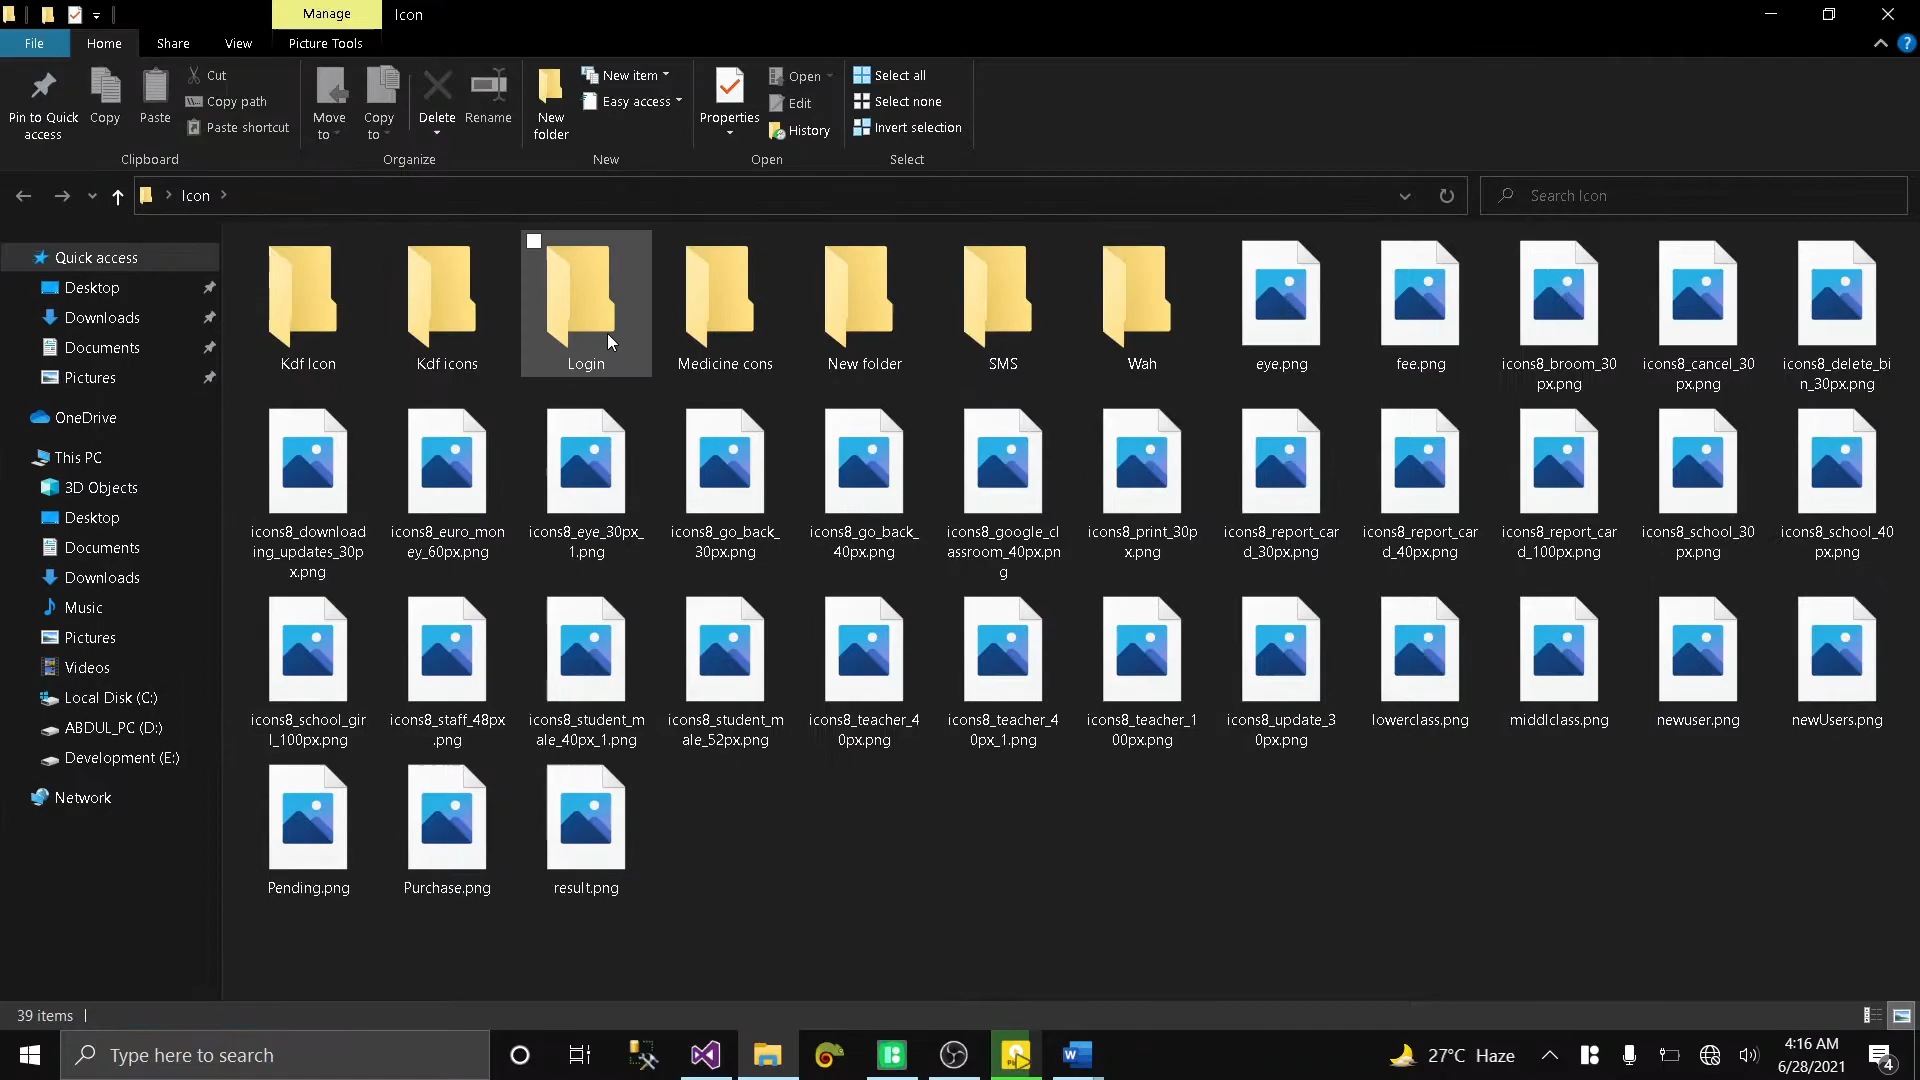 Manage
Icon
File
Home
Share
View
Picture Tools
Pin to Quick
access
Copy
Paste
Cut
Copy path
Paste shortcut
Clipboard
Move
to
Copy
to
Delete
Rename
Organize
New
folder
New item
Easy access
New
Properties
Open
Edit
History
Open
Select all
Select none
Invert selection
Select
Icon
Search Icon
Quick access
Desktop
Downloads
Documents
Pictures
OneDrive
This PC
3D Objects
Desktop
Documents
Downloads
Music
Pictures
Videos
Local Disk (C:)
ABDUL_PC (D:)
Development (E:)
Network
Kdf Icon
Kdf icons
Login
Medicine cons
New folder
SMS
Wah
eye.png
fee.png
icons8_broom_30
px.png
icons8_cancel_30
px.png
icons8_delete_bi
n_30px.png
icons8_download
ing_updates_30p
x.png
icons8_euro_mon
ey_60px.png
icons8_eye_30px_
1.png
icons8_go_back_
30px.png
icons8_go_back_
40px.png
icons8_google_cl
assroom_40px.pn
g
icons8_print_30p
x.png
icons8_report_car
d_30px.png
icons8_report_car
d_40px.png
icons8_report_car
d_100px.png
icons8_school_30
px.png
icons8_school_40
px.png
icons8_school_gir
l_100px.png
icons8_staff_48px
.png
icons8_student_m
ale_40px_1.png
icons8_student_m
ale_52px.png
icons8_teacher_4
0px.png
icons8_teacher_4
0px_1.png
icons8_teacher_1
00px.png
icons8_update_3
0px.png
lowerclass.png
middlclass.png
newuser.png
newUsers.png
Pending.png
Purchase.png
result.png
39 items
Type here to search
27°C Haze
4:16 AM
6/28/2021
4